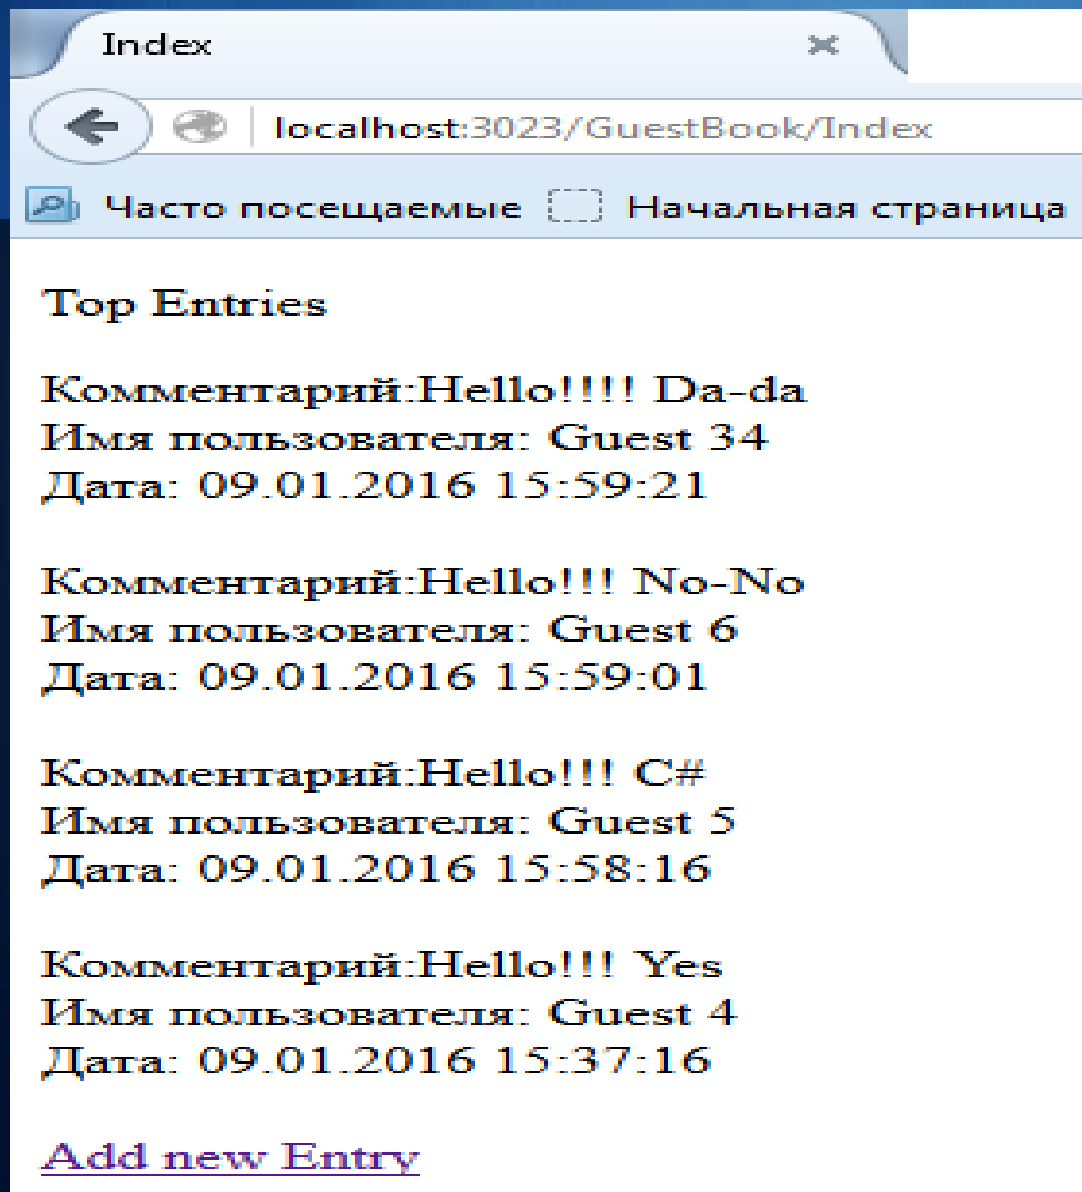 Index
localhost:3023/GuestBook/Index
Часто посещаемые Начальная страница
Top Entries
Комментарий:Hello!!!! Da-da
Имя пользователя: Guest 34
Дата: 09.01.2016 15:59:21
Комментарий:Hello!!! No-No
Имя пользователя: Guest 6
Дата: 09.01.2016 15:59:01
Комментарий:Hello!!! C#
Имя пользователя: Guest 5
Дата: 09.01.2016 15:58:16
Комментарий:Hello!!! Yes
Имя пользователя: Guest 4
Дата: 09.01.2016 15:37:16
Add new Entry